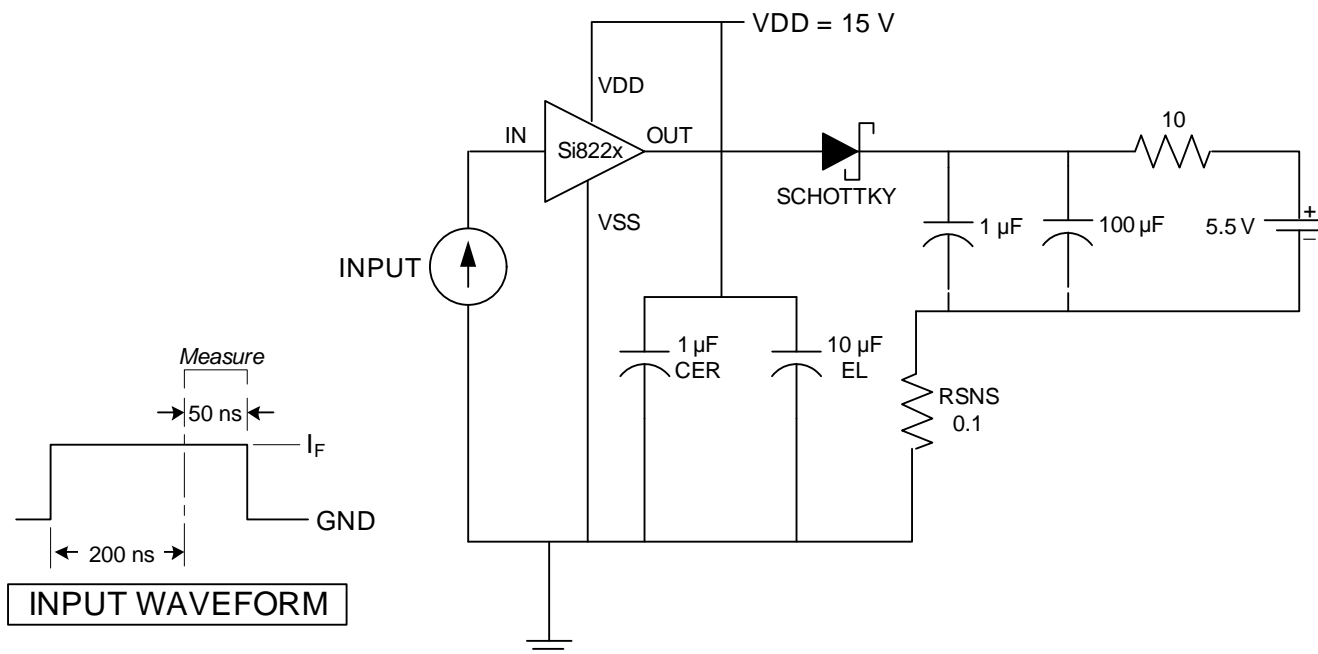 VDD = 15 V
VDD
10
IN
OUT
Si822x
SCHOTTKY
VSS
1 µF
100 µF
5.5 V
+
–
INPUT
1 µF
CER
10 µF
EL
RSNS
0.1
Measure
50 ns
IF
GND
200 ns
INPUT WAVEFORM